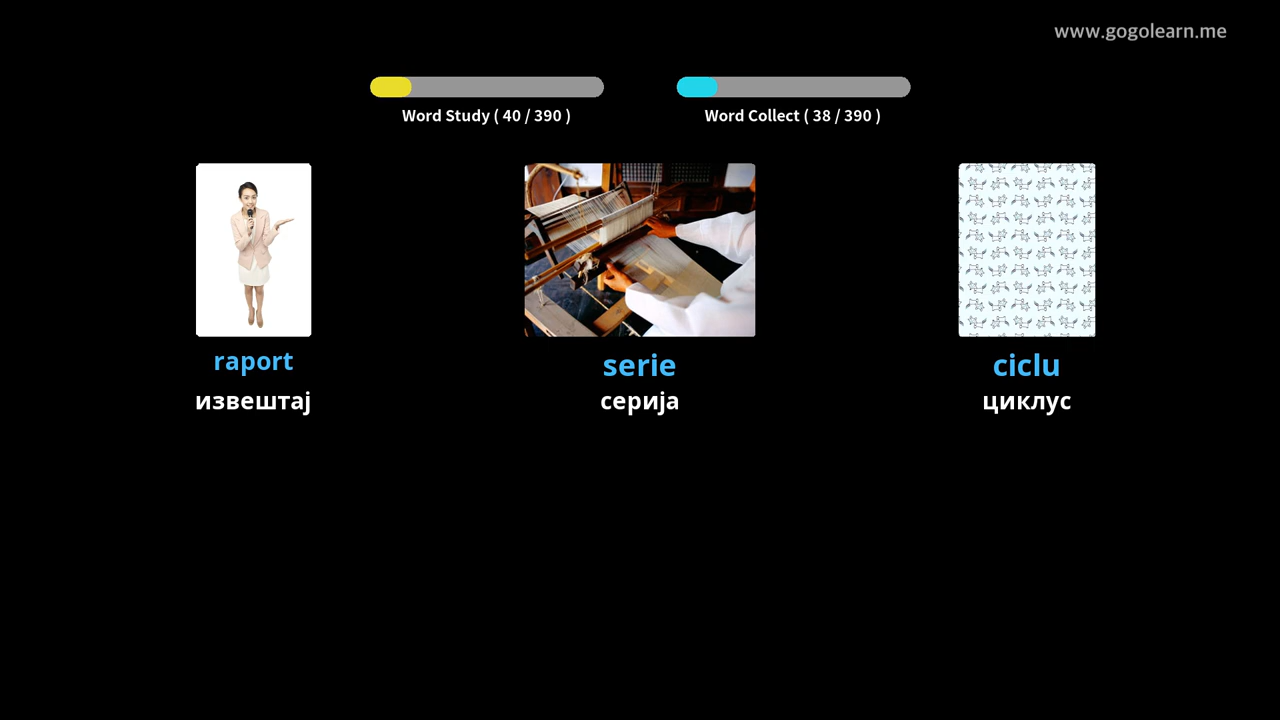 www.gogolearn.me
Word Study ( 40 / 390 )
Word Collect ( 38 / 390 )
raport
serie
ciclu
извештај
серија
циклус